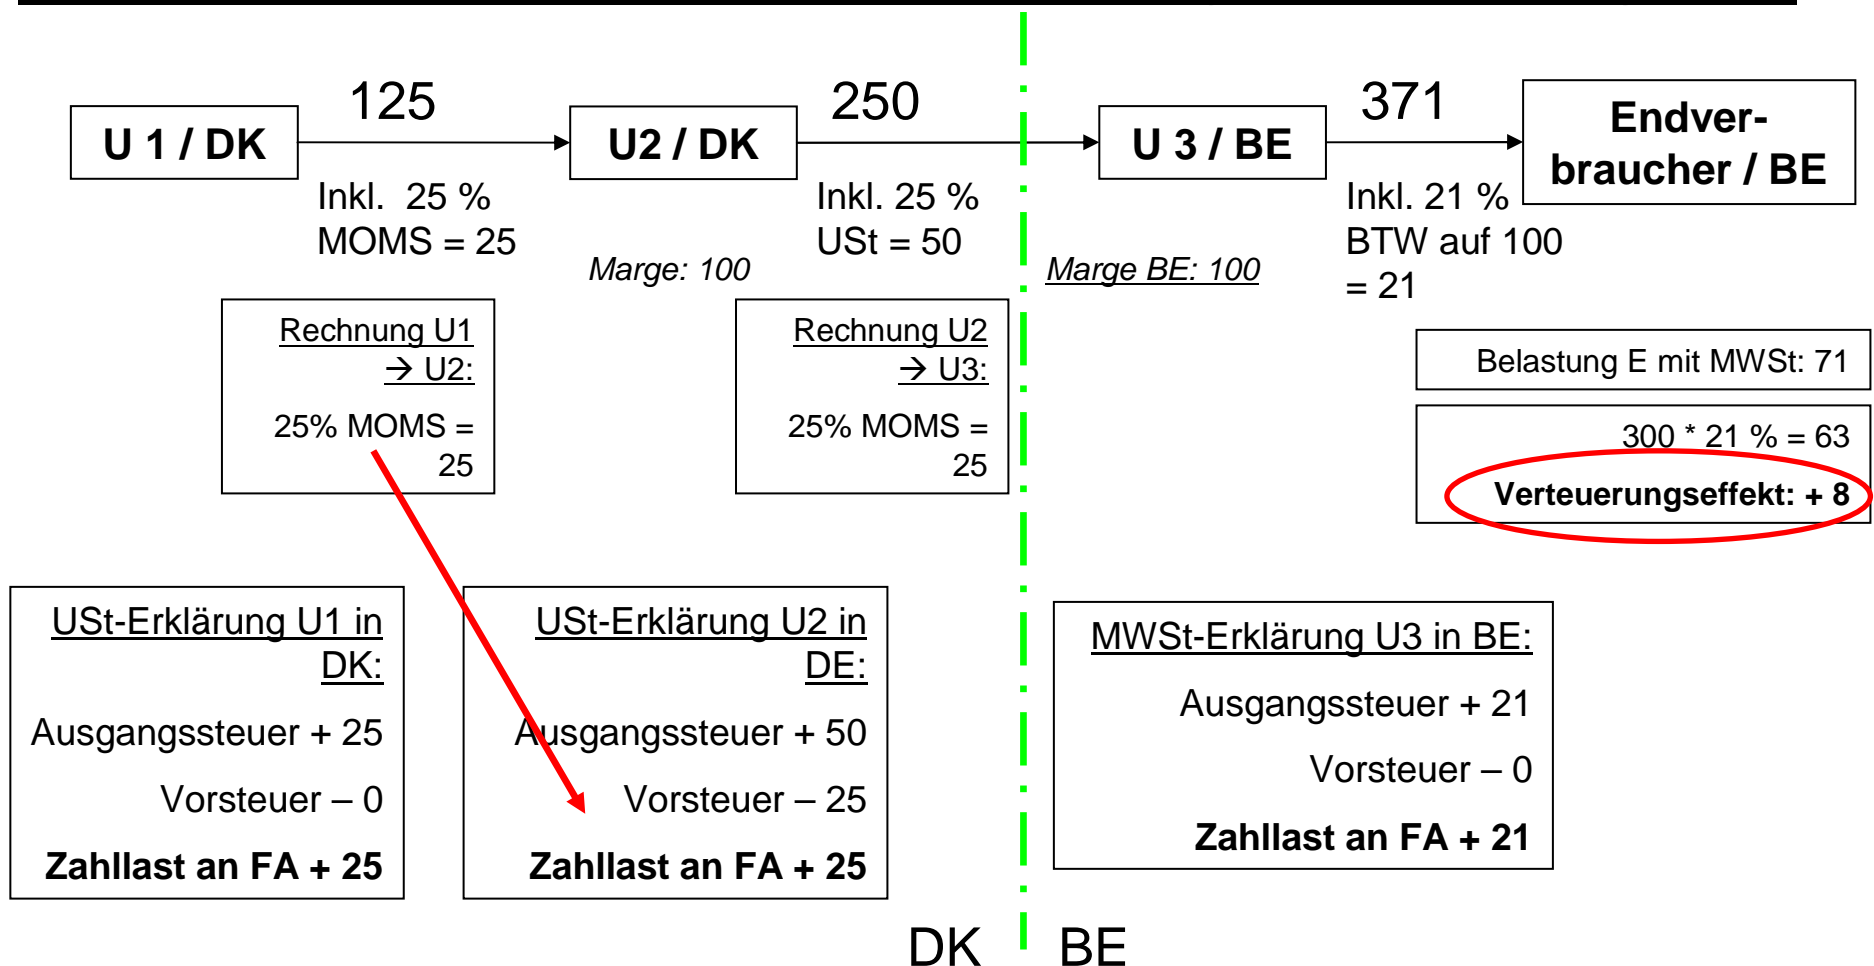 125
250
371
U 1 / DK
U2 / DK
U 3 / BE
Endver-
braucher / BE
Inkl. 25 %
MOMS = 25
Marge: 100
Inkl. 25 %
USt = 50
Marge BE: 100
Inkl. 21 %
BTW auf 100
= 21
Rechnung U1
→ U2:
25% MOMS =
25
Rechnung U2
→ U3:
25% MOMS =
25
Belastung E mit MWSt: 71
300 * 21 % = 63
Verteuerungseffekt: + 8
USt-Erklärung U1 in
DK:
Ausgangssteuer + 25
Vorsteuer – 0
Zahllast an FA + 25
USt-Erklärung U2 in
DE:
Ausgangssteuer + 50
Vorsteuer – 25
Zahllast an FA + 25
MWSt-Erklärung U3 in BE:
Ausgangssteuer + 21
Vorsteuer – 0
Zahllast an FA + 21
DK
BE